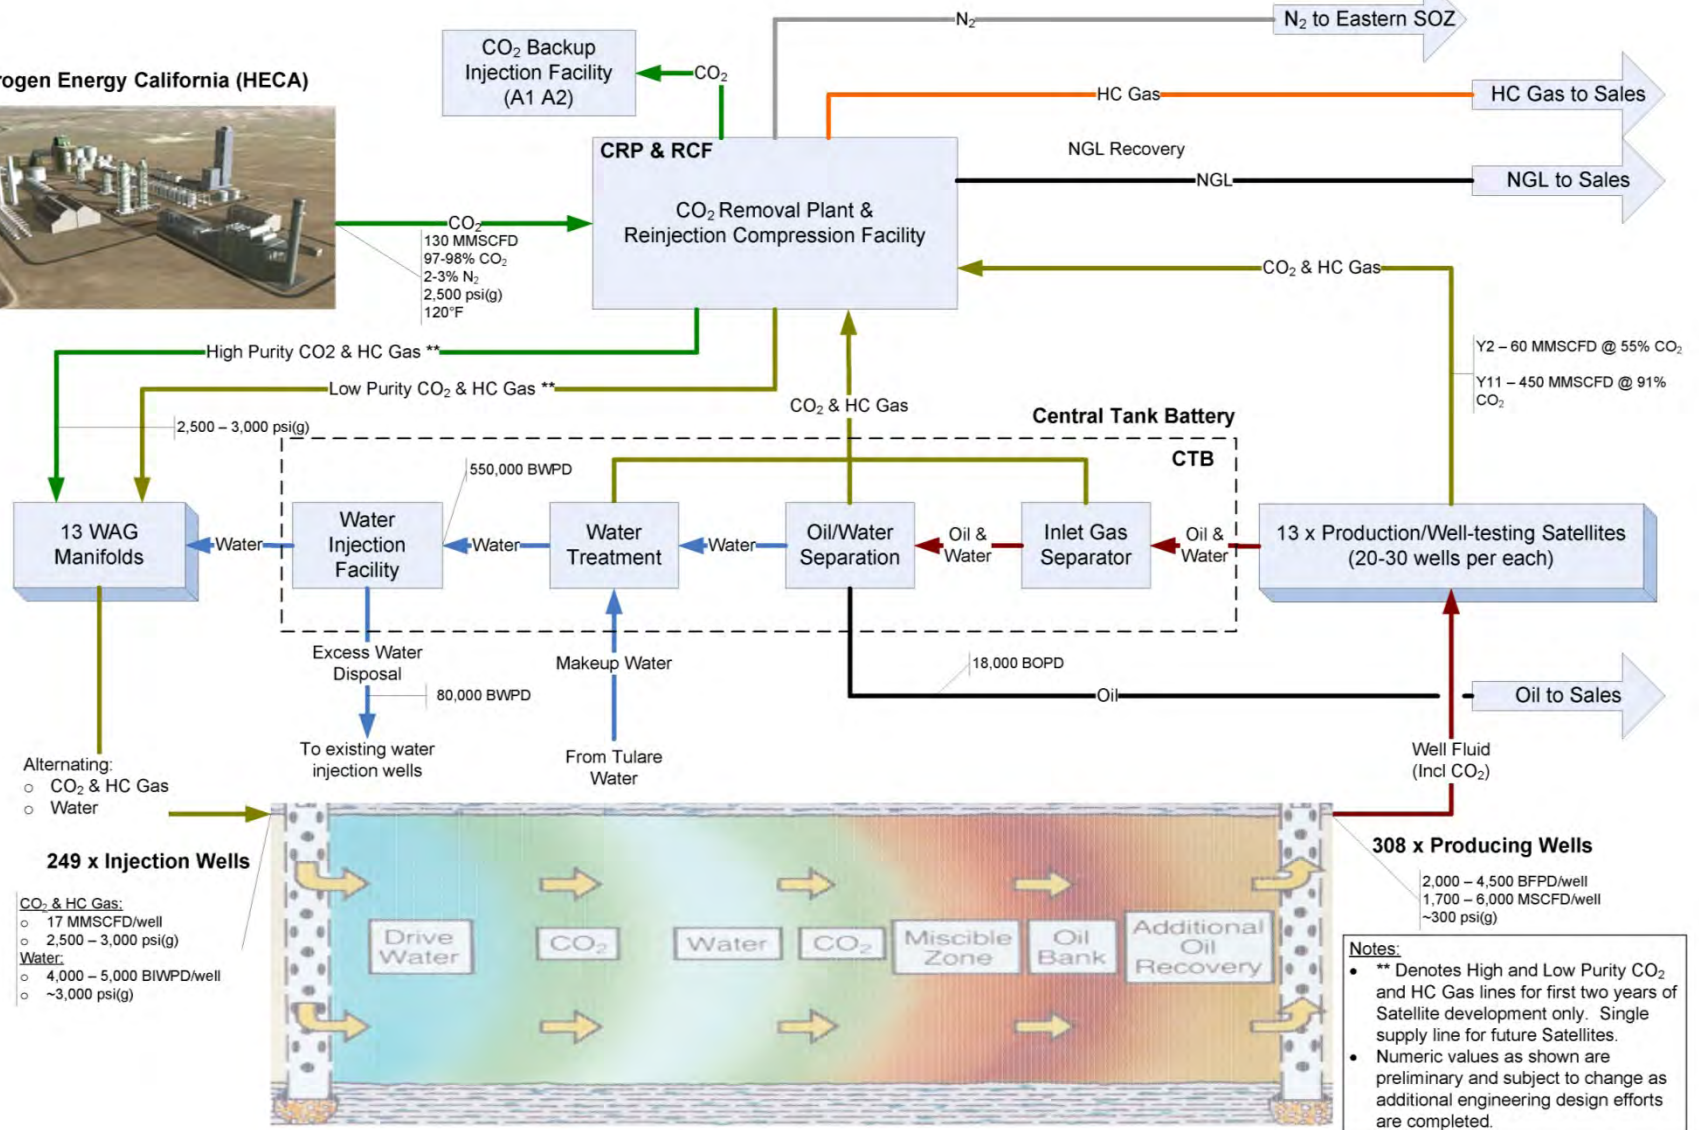 N₂
N₂ to Eastern SOZ
CO₂ Backup
Injection Facility
(A1 A2)
CO₂
rogen Energy California (HECA)
HC Gas
HC Gas to Sales
CRP & RCF
NGL Recovery
NGL
NGL to Sales
CO₂ Removal Plant &
Reinjection Compression Facility
CO₂
130 MMSCFD
97-98% CO₂
2-3% N₂
2,500 psi(g)
120°F
CO₂ & HC Gas
High Purity CO2 & HC Gas **
Low Purity CO₂ & HC Gas **
Y2 – 60 MMSCFD @ 55% CO₂
Y11 – 450 MMSCFD @ 91%
CO₂
CO₂ & HC Gas
2,500 – 3,000 psi(g)
Central Tank Battery
CTB
550,000 BWPD
13 WAG
Manifolds
Water
Water
Injection
Facility
Water
Water
Treatment
Water
Oil/Water
Separation
Oil &
Water
Inlet Gas
Separator
Oil &
Water
13 x Production/Well-testing Satellites
(20-30 wells per each)
Excess Water
Disposal
80,000 BWPD
Makeup Water
18,000 BOPD
Oil
Oil to Sales
To existing water
injection wells
From Tulare
Water
Well Fluid
(Incl CO₂)
Alternating:
○ CO₂ & HC Gas
○ Water
249 x Injection Wells
CO₂ & HC Gas:
○ 17 MMSCFD/well
○ 2,500 – 3,000 psi(g)
Water:
○ 4,000 – 5,000 BIWPD/well
○ ~3,000 psi(g)
Drive
Water
CO₂
Water
CO₂
Miscible
Zone
Oil
Bank
Additional
Oil
Recovery
308 x Producing Wells
2,000 – 4,500 BFPD/well
1,700 – 6,000 MSCFD/well
~300 psi(g)
Notes:
• ** Denotes High and Low Purity CO₂
and HC Gas lines for first two years of
Satellite development only. Single
supply line for future Satellites.
• Numeric values as shown are
preliminary and subject to change as
additional engineering design efforts
are completed.